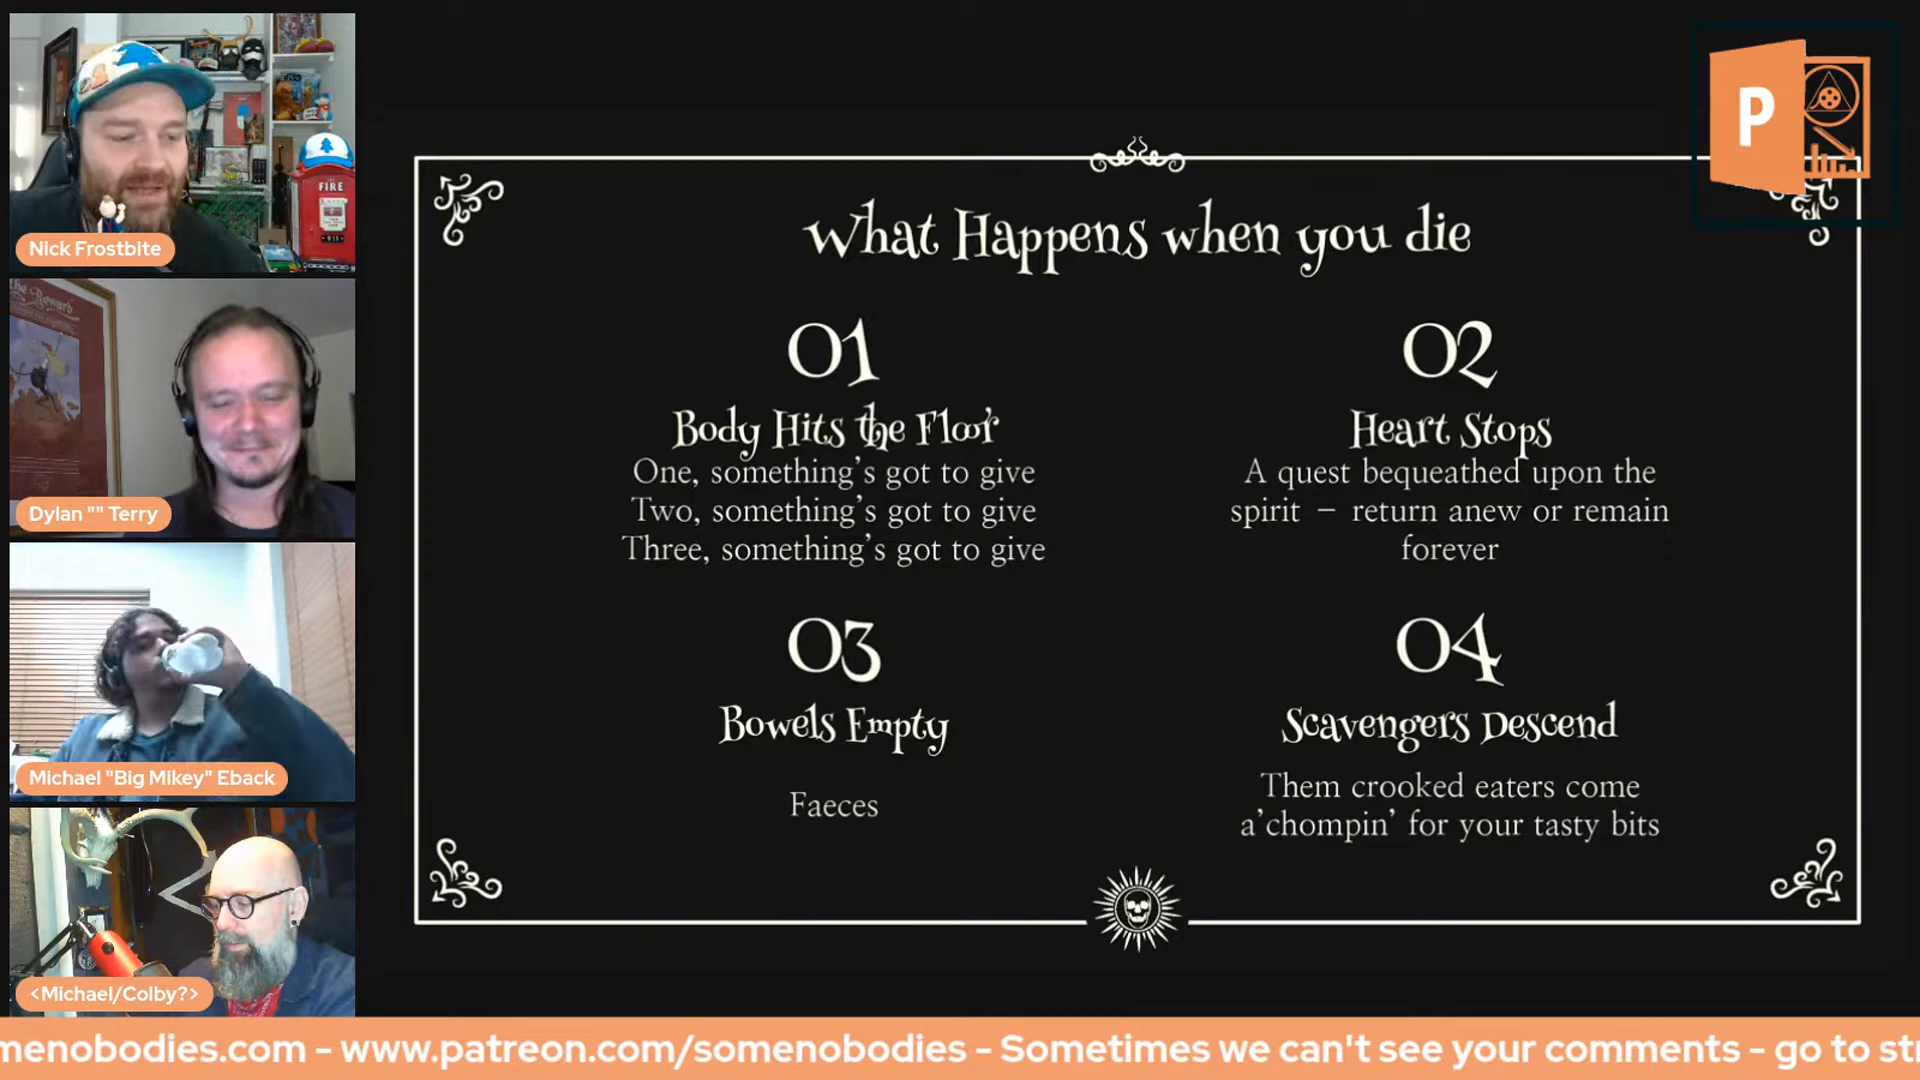 Nick Frostbite
FIRE
The Reward
Dylan "" Terry
Michael "Big Mikey" Eback
<Michael/Colby?>
P
What Happens when you die
01
Body Hits the Floor
One, something's got to give
Two, something's got to give
Three, something's got to give
02
Heart Stops
A quest bequeathed upon the
spirit – return anew or remain
forever
03
Bowels Empty
Faeces
04
Scavengers Descend
Them crooked eaters come
a'chompin' for your tasty bits
menobodies.com - www.patreon.com/somenobodies - Sometimes we can't see your comments - go to str